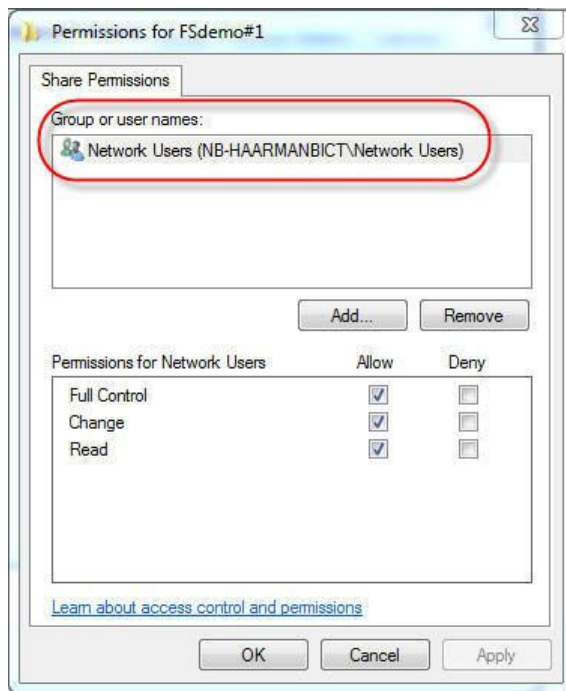 Permissions for FSdemo#1
Share Permissions
Group or user names:
Network Users (NB-HAARMANBICT\Network Users)
Add... Remove
Permissions for Network Users Allow Deny
Full Control
Change
Read
Learn about access control and permissions
OK Cancel Apply